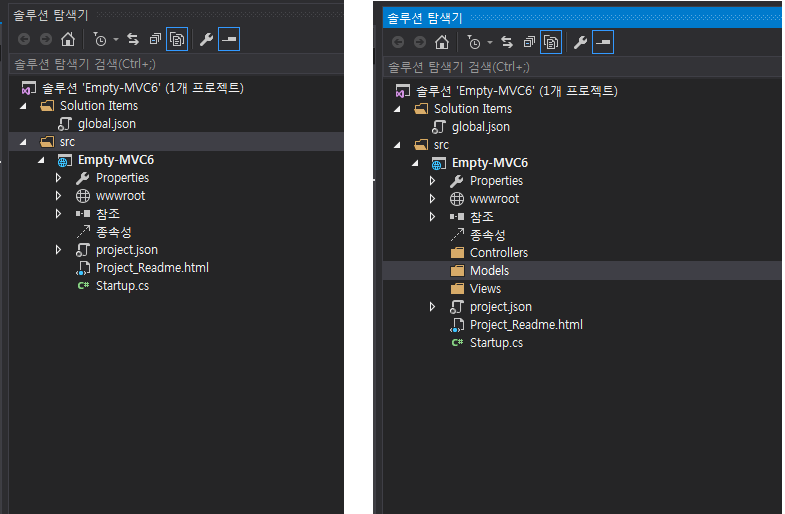 솔루션 탐색기
솔루션 탐색기 검색(Ctrl+;)
솔루션 'Empty-MVC6' (1개 프로젝트)
Solution Items
global.json
src
Empty-MVC6
Properties
wwwroot
참조
종속성
project.json
Project_Readme.html
C# Startup.cs
솔루션 탐색기
솔루션 탐색기 검색(Ctrl+;)
솔루션 'Empty-MVC6' (1개 프로젝트)
Solution Items
global.json
src
Empty-MVC6
Properties
wwwroot
참조
종속성
Controllers
Models
Views
project.json
Project_Readme.html
C# Startup.cs